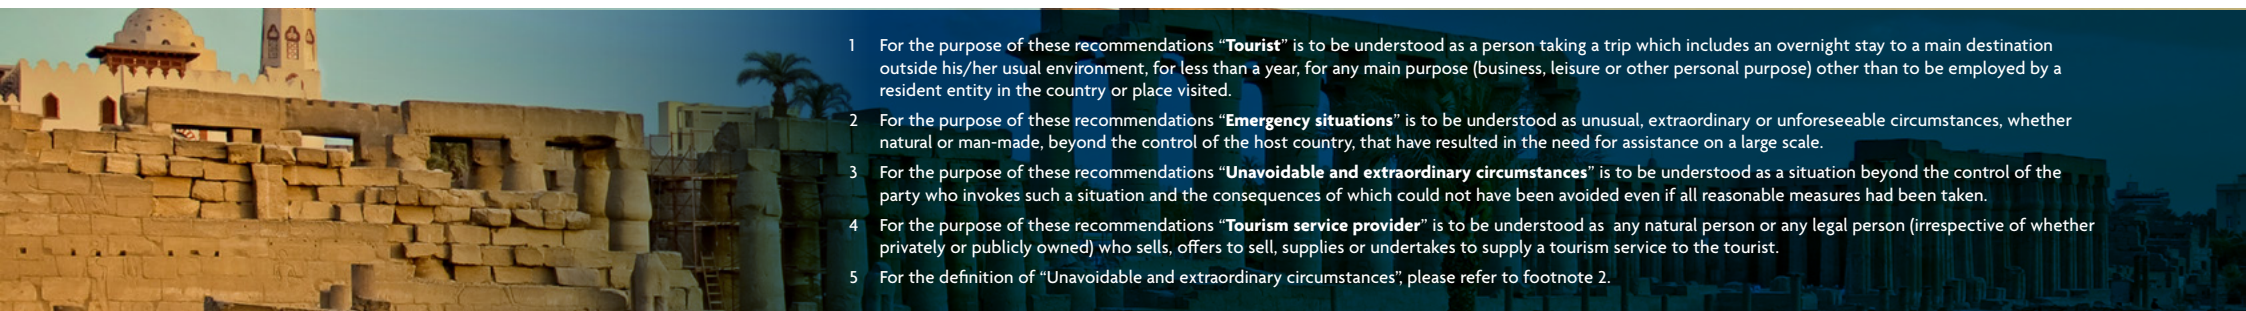 1 For the purpose of these recommendations “Tourist” is to be understood as a person taking a trip which includes an overnight stay to a main destination
outside his/her usual environment, for less than a year, for any main purpose (business, leisure or other personal purpose) other than to be employed by a
resident entity in the country or place visited.
2 For the purpose of these recommendations “Emergency situations” is to be understood as unusual, extraordinary or unforeseeable circumstances, whether
natural or man-made, beyond the control of the host country, that have resulted in the need for assistance on a large scale.
3 For the purpose of these recommendations “Unavoidable and extraordinary circumstances” is to be understood as a situation beyond the control of the
party who invokes such a situation and the consequences of which could not have been avoided even if all reasonable measures had been taken.
4 For the purpose of these recommendations “Tourism service provider” is to be understood as any natural person or any legal person (irrespective of whether
privately or publicly owned) who sells, offers to sell, supplies or undertakes to supply a tourism service to the tourist.
5 For the definition of “Unavoidable and extraordinary circumstances”, please refer to footnote 2.